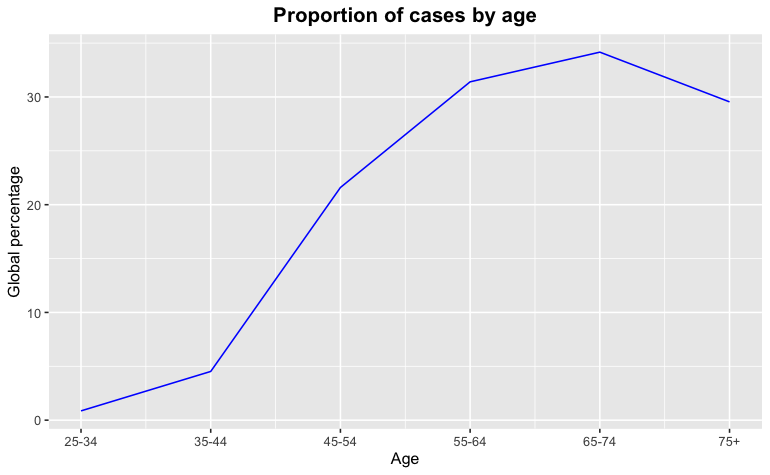 Proportion of cases by age
Global percentage
30
20
10
0
25-34 35-44 45-54 55-64 65-74 75+
Age